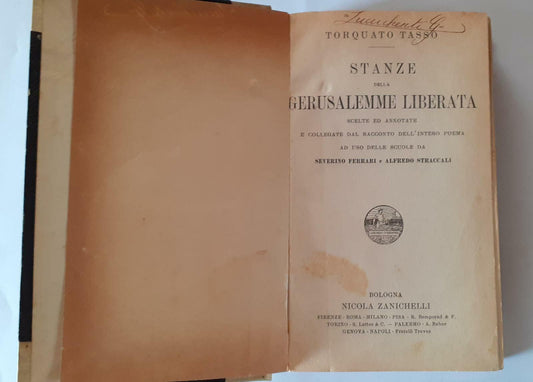 TORQUATO TASSO
STANZE
DELLA
GERUSALEMME LIBERATA
SCELTE ED ANNOTATE
E COLLEGATE DAL RACCONTO DELL'INTERO POEMA
AD USO DELLE SCUOLE DA
SEVERINO FERRARI e ALFREDO STRACCALI
BOLOGNA
NICOLA ZANICHELLI
FIRENZE - ROMA - MILANO - PISA - R. Bemporad & F.
TORINO - S. Lattes & C. — PALERMO - A. Reber
GENOVA - NAPOLI - Fratelli Treves